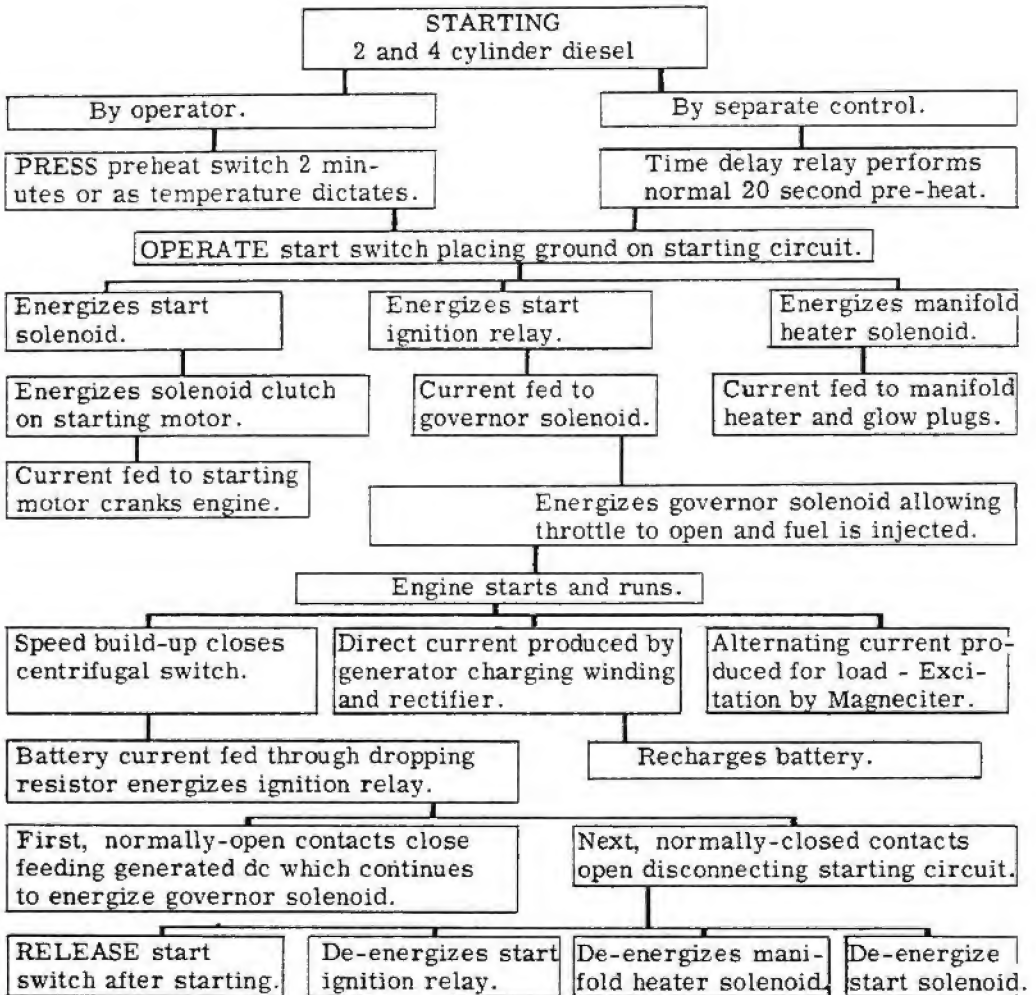 STARTING
2 and 4 cylinder diesel
By operator.
By separate control.
PRESS preheat switch 2 min-
utes or as temperature dictates.
Time delay relay performs
normal 20 second pre-heat.
OPERATE start switch placing ground on starting circuit.
Energizes start
solenoid.
Energizes start
ignition relay.
Energizes manifold
heater solenoid.
Energizes solenoid clutch
on starting motor.
Current fed to
governor solenoid.
Current fed to manifold
heater and glow plugs.
Current fed to starting
motor cranks engine.
Energizes governor solenoid allowing
throttle to open and fuel is injected.
Engine starts and runs.
Speed build-up closes
centrifugal switch.
Direct current produced by
generator charging winding
and rectifier.
Alternating current pro-
duced for load - Exci-
tation by Magneciter.
Battery current fed through dropping
resistor energizes ignition relay.
Recharges battery.
First, normally-open contacts close
feeding generated dc which continues
to energize governor solenoid.
Next, normally-closed contacts
open disconnecting starting circuit.
RELEASE start
switch after starting.
De-energizes start
ignition relay.
De-energizes mani-
fold heater solenoid.
De-energize
start solenoid.